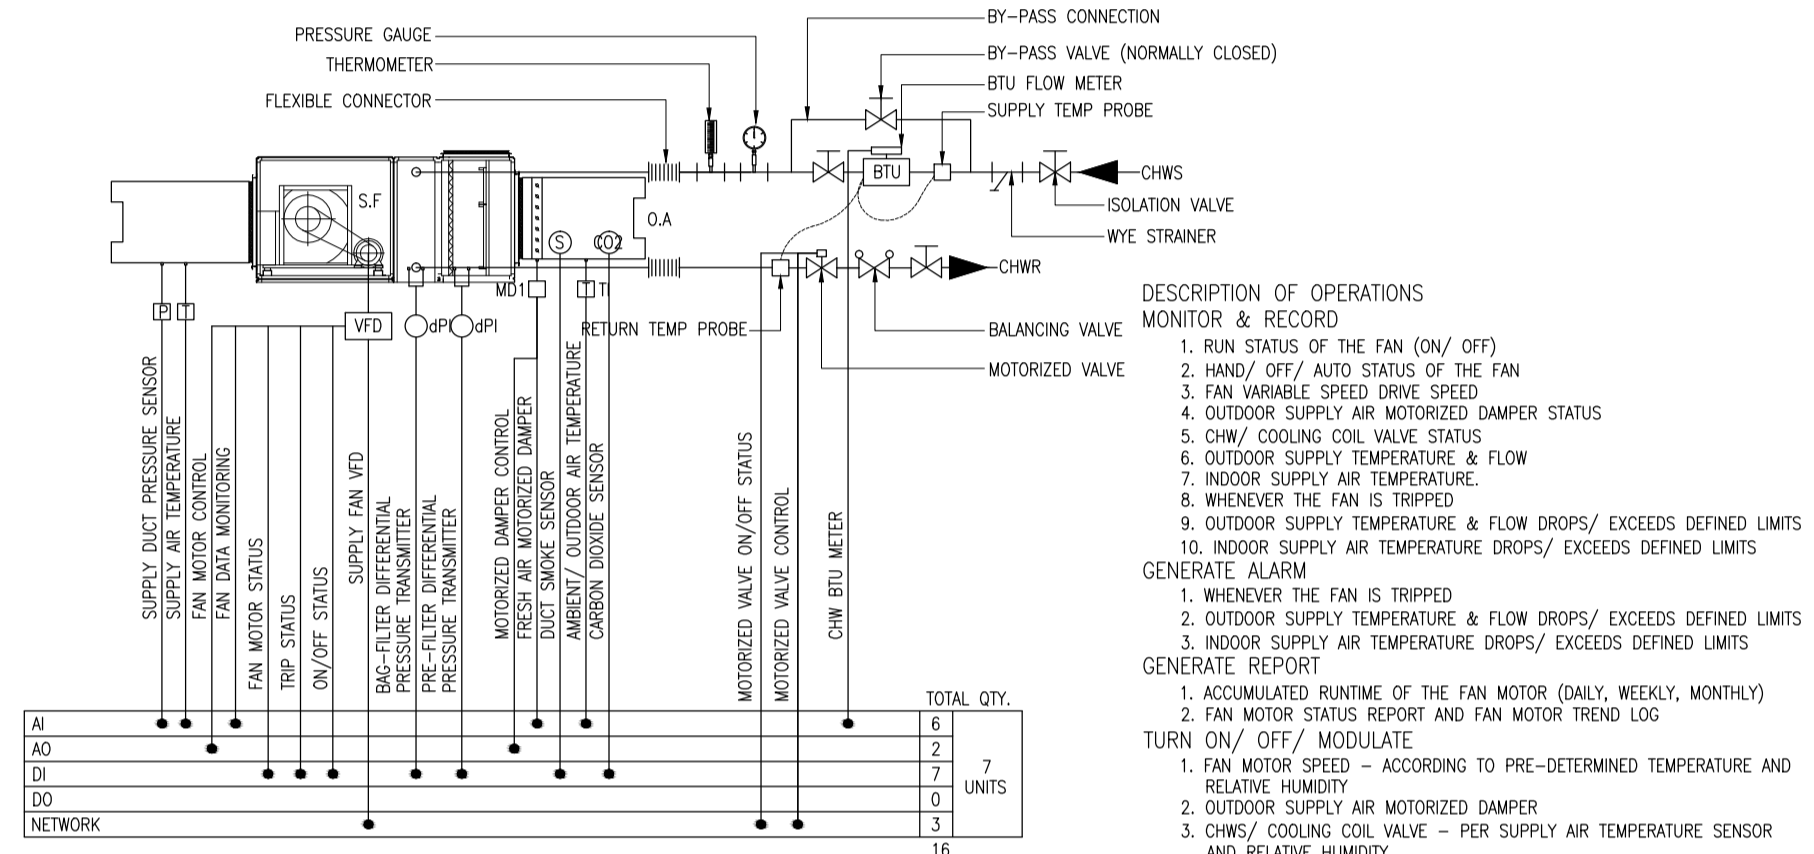 BY-PASS CONNECTION
PRESSURE GAUGE
BY-PASS VALVE (NORMALLY CLOSED)
THERMOMETER
BTU FLOW METER
FLEXIBLE CONNECTOR
SUPPLY TEMP PROBE
S.F
BTU
CHWS
O.A
ISOLATION VALVE
S
CO2
WYE STRAINER
CHWR
MD1
T
TI
P
T
VFD
dPI
dPI
RETURN TEMP PROBE
BALANCING VALVE
MOTORIZED VALVE
SUPPLY DUCT PRESSURE SENSOR
SUPPLY AIR TEMPERATURE
FAN MOTOR CONTROL
FAN DATA MONITORING
FAN MOTOR STATUS
TRIP STATUS
ON/OFF STATUS
SUPPLY FAN VFD
BAG-FILTER DIFFERENTIAL
PRESSURE TRANSMITTER
PRE-FILTER DIFFERENTIAL
PRESSURE TRANSMITTER
MOTORIZED DAMPER CONTROL
FRESH AIR MOTORIZED DAMPER
DUCT SMOKE SENSOR
AMBIENT/ OUTDOOR AIR TEMPERATURE
CARBON DIOXIDE SENSOR
MOTORIZED VALVE ON/OFF STATUS
MOTORIZED VALVE CONTROL
CHW BTU METER
TOTAL QTY.
AI 6
AO 2
DI 7
DO 0
NETWORK 3
7
UNITS
16
DESCRIPTION OF OPERATIONS
MONITOR & RECORD
1. RUN STATUS OF THE FAN (ON/ OFF)
2. HAND/ OFF/ AUTO STATUS OF THE FAN
3. FAN VARIABLE SPEED DRIVE SPEED
4. OUTDOOR SUPPLY AIR MOTORIZED DAMPER STATUS
5. CHW/ COOLING COIL VALVE STATUS
6. OUTDOOR SUPPLY TEMPERATURE & FLOW
7. INDOOR SUPPLY AIR TEMPERATURE.
8. WHENEVER THE FAN IS TRIPPED
9. OUTDOOR SUPPLY TEMPERATURE & FLOW DROPS/ EXCEEDS DEFINED LIMITS
10. INDOOR SUPPLY AIR TEMPERATURE DROPS/ EXCEEDS DEFINED LIMITS
GENERATE ALARM
1. WHENEVER THE FAN IS TRIPPED
2. OUTDOOR SUPPLY TEMPERATURE & FLOW DROPS/ EXCEEDS DEFINED LIMITS
3. INDOOR SUPPLY AIR TEMPERATURE DROPS/ EXCEEDS DEFINED LIMITS
GENERATE REPORT
1. ACCUMULATED RUNTIME OF THE FAN MOTOR (DAILY, WEEKLY, MONTHLY)
2. FAN MOTOR STATUS REPORT AND FAN MOTOR TREND LOG
TURN ON/ OFF/ MODULATE
1. FAN MOTOR SPEED - ACCORDING TO PRE-DETERMINED TEMPERATURE AND
RELATIVE HUMIDITY
2. OUTDOOR SUPPLY AIR MOTORIZED DAMPER
3. CHWS/ COOLING COIL VALVE - PER SUPPLY AIR TEMPERATURE SENSOR
AND RELATIVE HUMIDITY